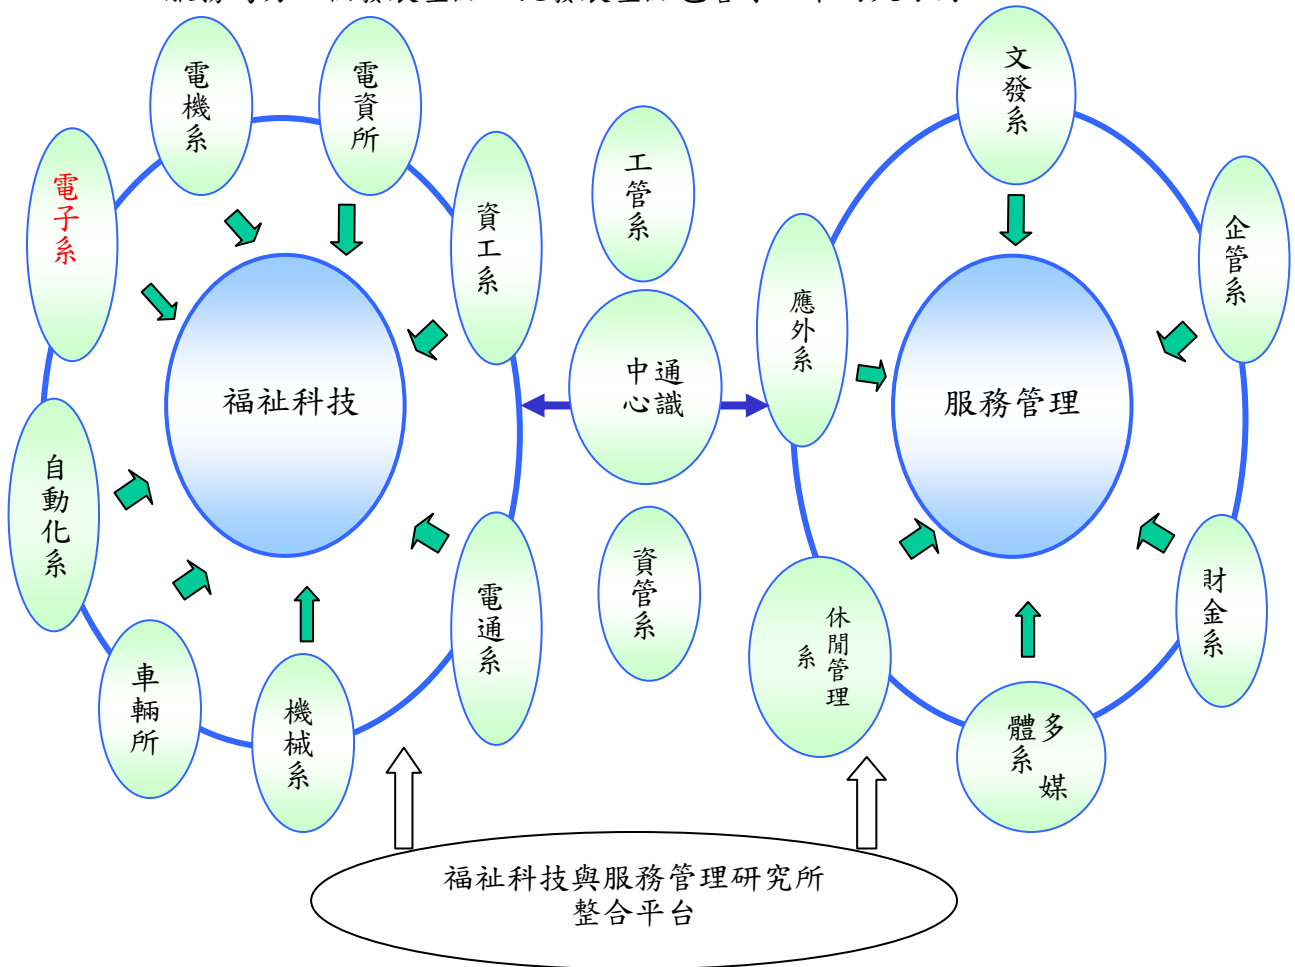 電機系
電資所
文發系
電子系
資工系
工管系
企管系
應外系
福祉科技
通識
中心
服務管理
自動化系
資管系
電通系
休閒管理
系
財金系
車輛所
機械系
多媒
體系
福祉科技與服務管理研究所
整合平台